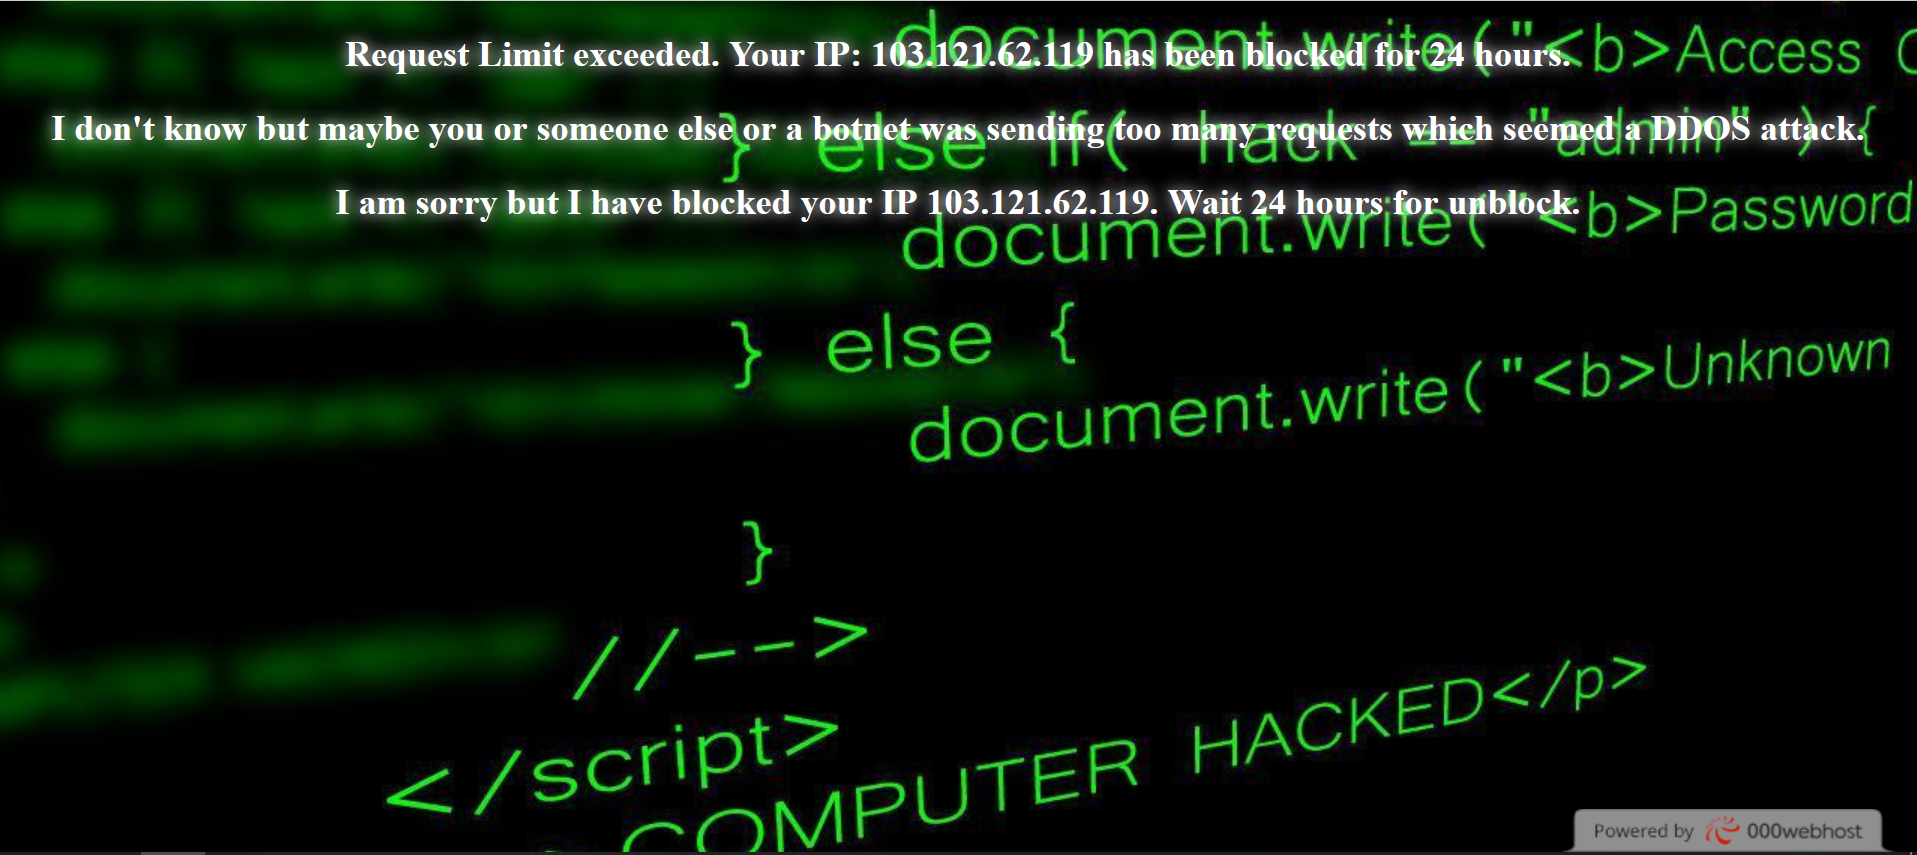 Request Limit exceeded. Your IP: 103.121.62.119 has been blocked for 24 hours.
I don't know but maybe you or someone else or a botnet was sending too many requests which seemed a DDOS attack.
I am sorry but I have blocked your IP 103.121.62.119. Wait 24 hours for unblock.
document.write("<b>Access
} else if( hack == "admin" ) {
document.write("<b>Password
} else {
document.write("<b>Unknown
}
//-->
</script>
COMPUTER HACKED</p>
Powered by 000webhost